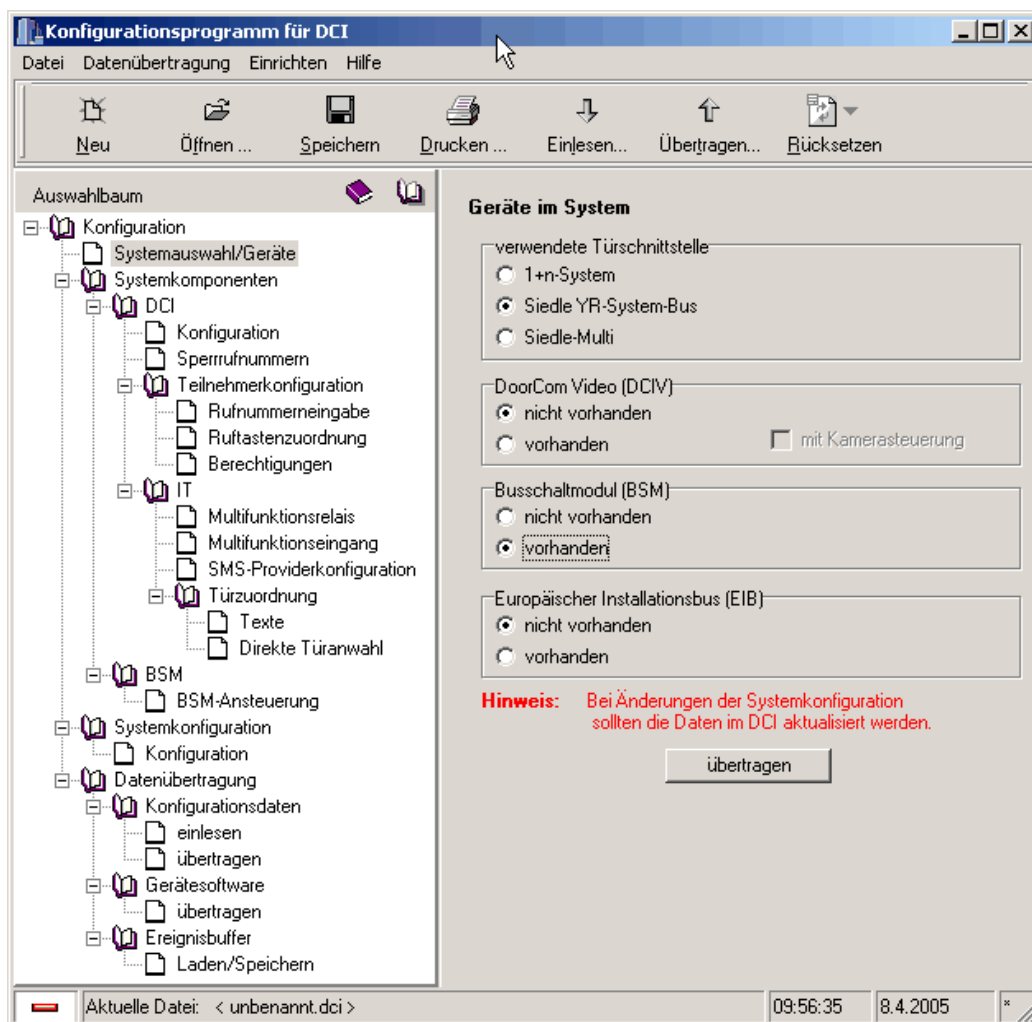 Konfigurationsprogramm für DCI
Datei Datenübertragung Einrichten Hilfe
Neu Öffnen ... Speichern Drucken ... Einlesen... Übertragen... Rücksetzen
Auswahlbaum
Konfiguration
Systemauswahl/Geräte
Systemkomponenten
DCI
Konfiguration
Sperrrufnummern
Teilnehmerkonfiguration
Rufnummerneingabe
Ruftastenzuordnung
Berechtigungen
IT
Multifunktionsrelais
Multifunktionseingang
SMS-Providerkonfiguration
Türzuordnung
Texte
Direkte Türanwahl
BSM
BSM-Ansteuerung
Systemkonfiguration
Konfiguration
Datenübertragung
Konfigurationsdaten
einlesen
übertragen
Gerätesoftware
übertragen
Ereignisbuffer
Laden/Speichern
Geräte im System
verwendete Türschnittstelle
1+n-System
Siedle YR-System-Bus
Siedle-Multi
DoorCom Video (DCIV)
nicht vorhanden
vorhanden mit Kamerasteuerung
Busschaltmodul (BSM)
nicht vorhanden
vorhanden
Europäischer Installationsbus (EIB)
nicht vorhanden
vorhanden
Hinweis: Bei Änderungen der Systemkonfiguration
sollten die Daten im DCI aktualisiert werden.
übertragen
Aktuelle Datei: < unbenannt.dci > 09:56:35 8.4.2005 *